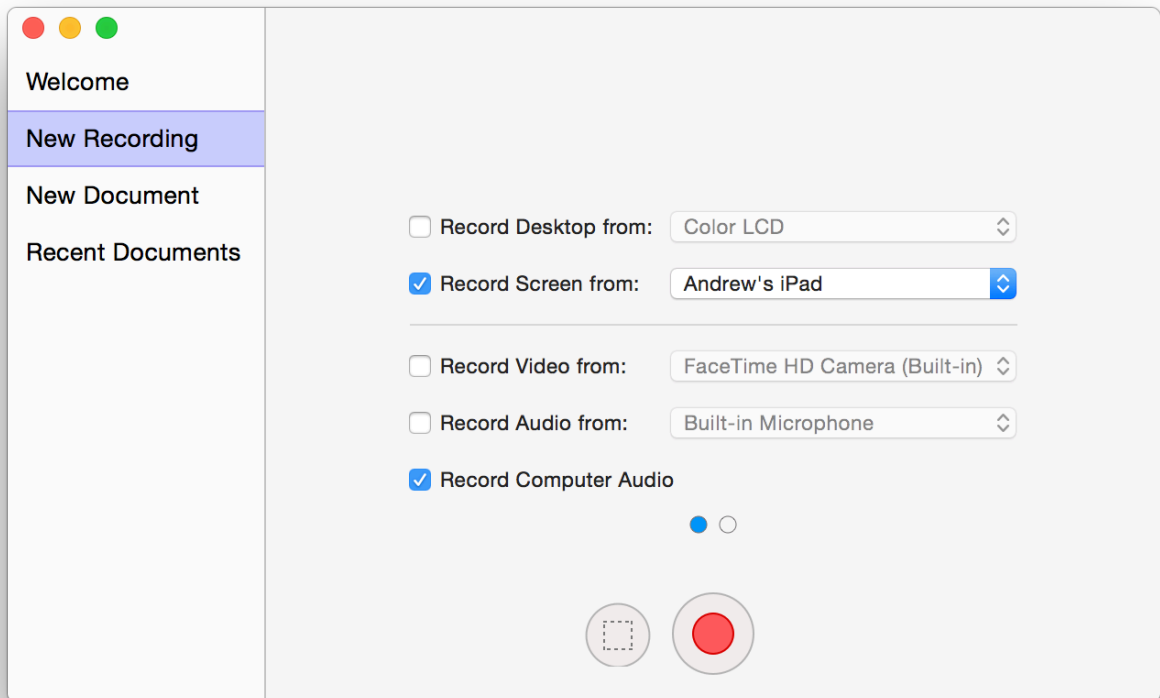 Welcome
New Recording
New Document
Recent Documents
Record Desktop from: Color LCD
Record Screen from: Andrew's iPad
Record Video from: FaceTime HD Camera (Built-in)
Record Audio from: Built-in Microphone
Record Computer Audio